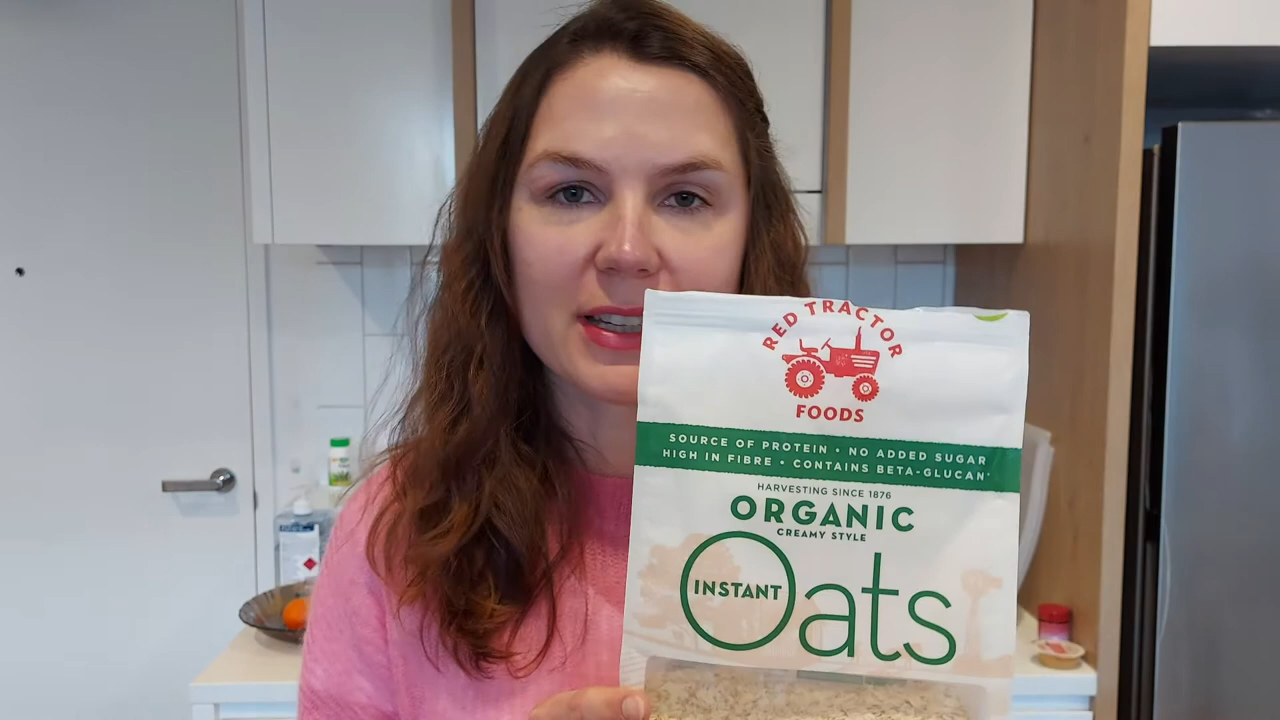 RED TRACTOR
FOODS
SOURCE OF PROTEIN • NO ADDED SUGAR
HIGH IN FIBRE • CONTAINS BETA-GLUCAN
HARVESTING SINCE 1876
ORGANIC
CREAMY STYLE
INSTANT
Oats